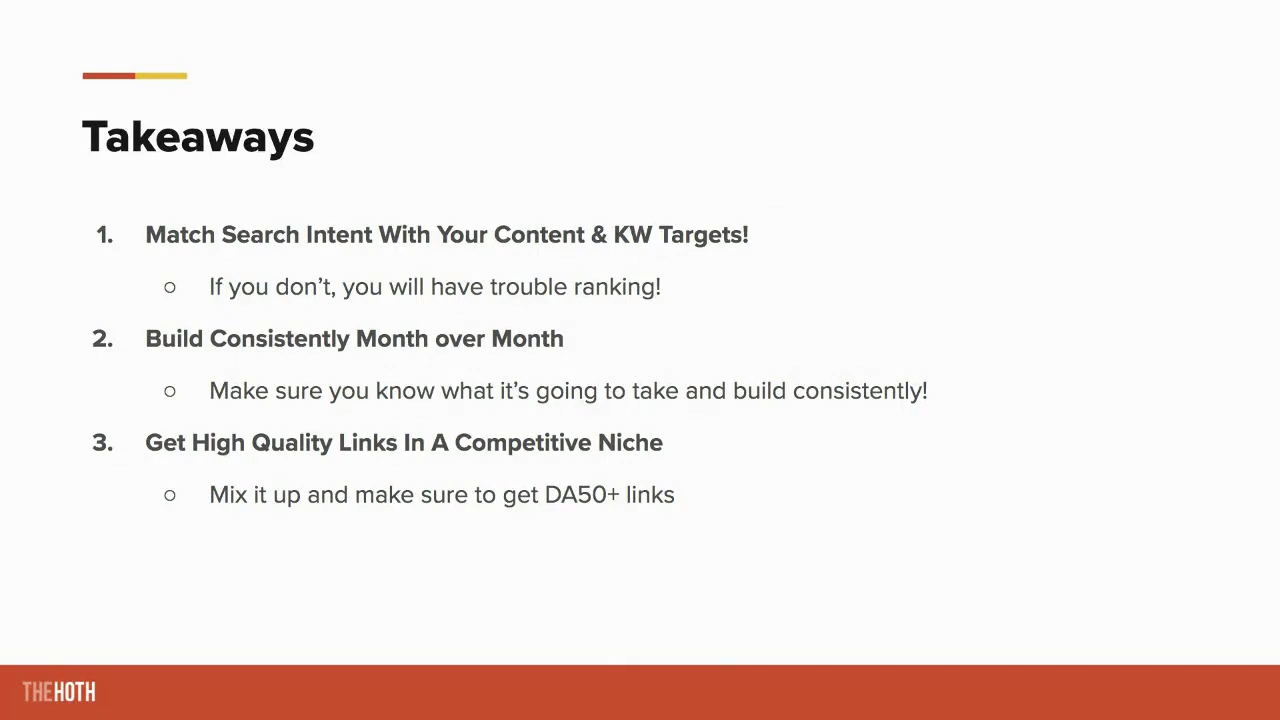 Takeaways
1. Match Search Intent With Your Content & KW Targets!
○ If you don’t, you will have trouble ranking!
2. Build Consistently Month over Month
○ Make sure you know what it’s going to take and build consistently!
3. Get High Quality Links In A Competitive Niche
○ Mix it up and make sure to get DA50+ links
THEHOTH